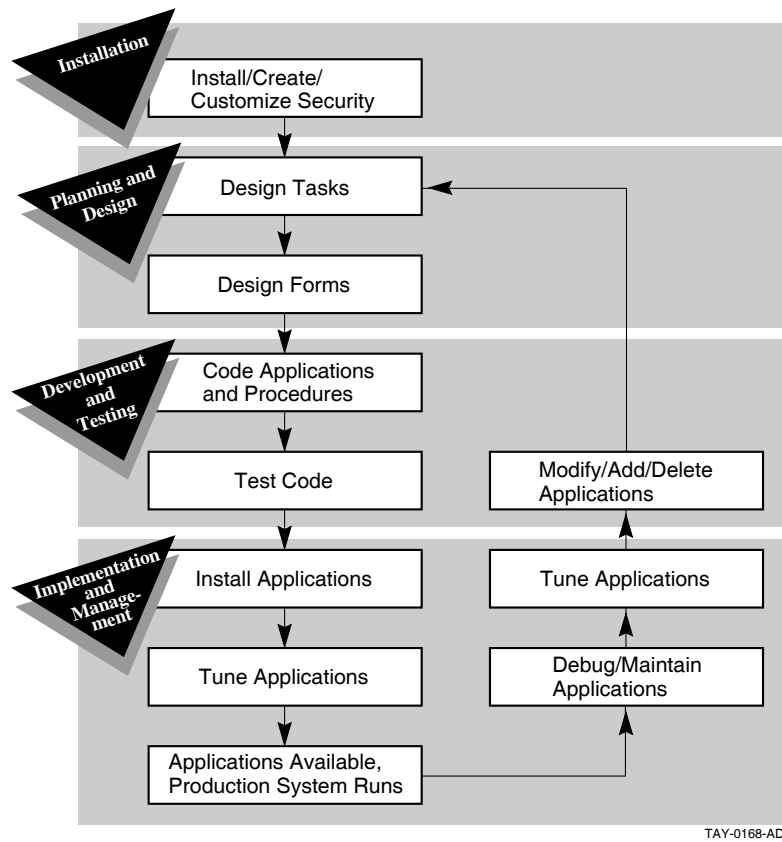 Installation
Install/Create/
Customize Security
Planning and
Design
Design Tasks
Design Forms
Development
and
Testing
Code Applications
and Procedures
Test Code
Modify/Add/Delete
Applications
Implementation
and
Manage-
ment
Install Applications
Tune Applications
Tune Applications
Debug/Maintain
Applications
Applications Available,
Production System Runs
TAY-0168-AD